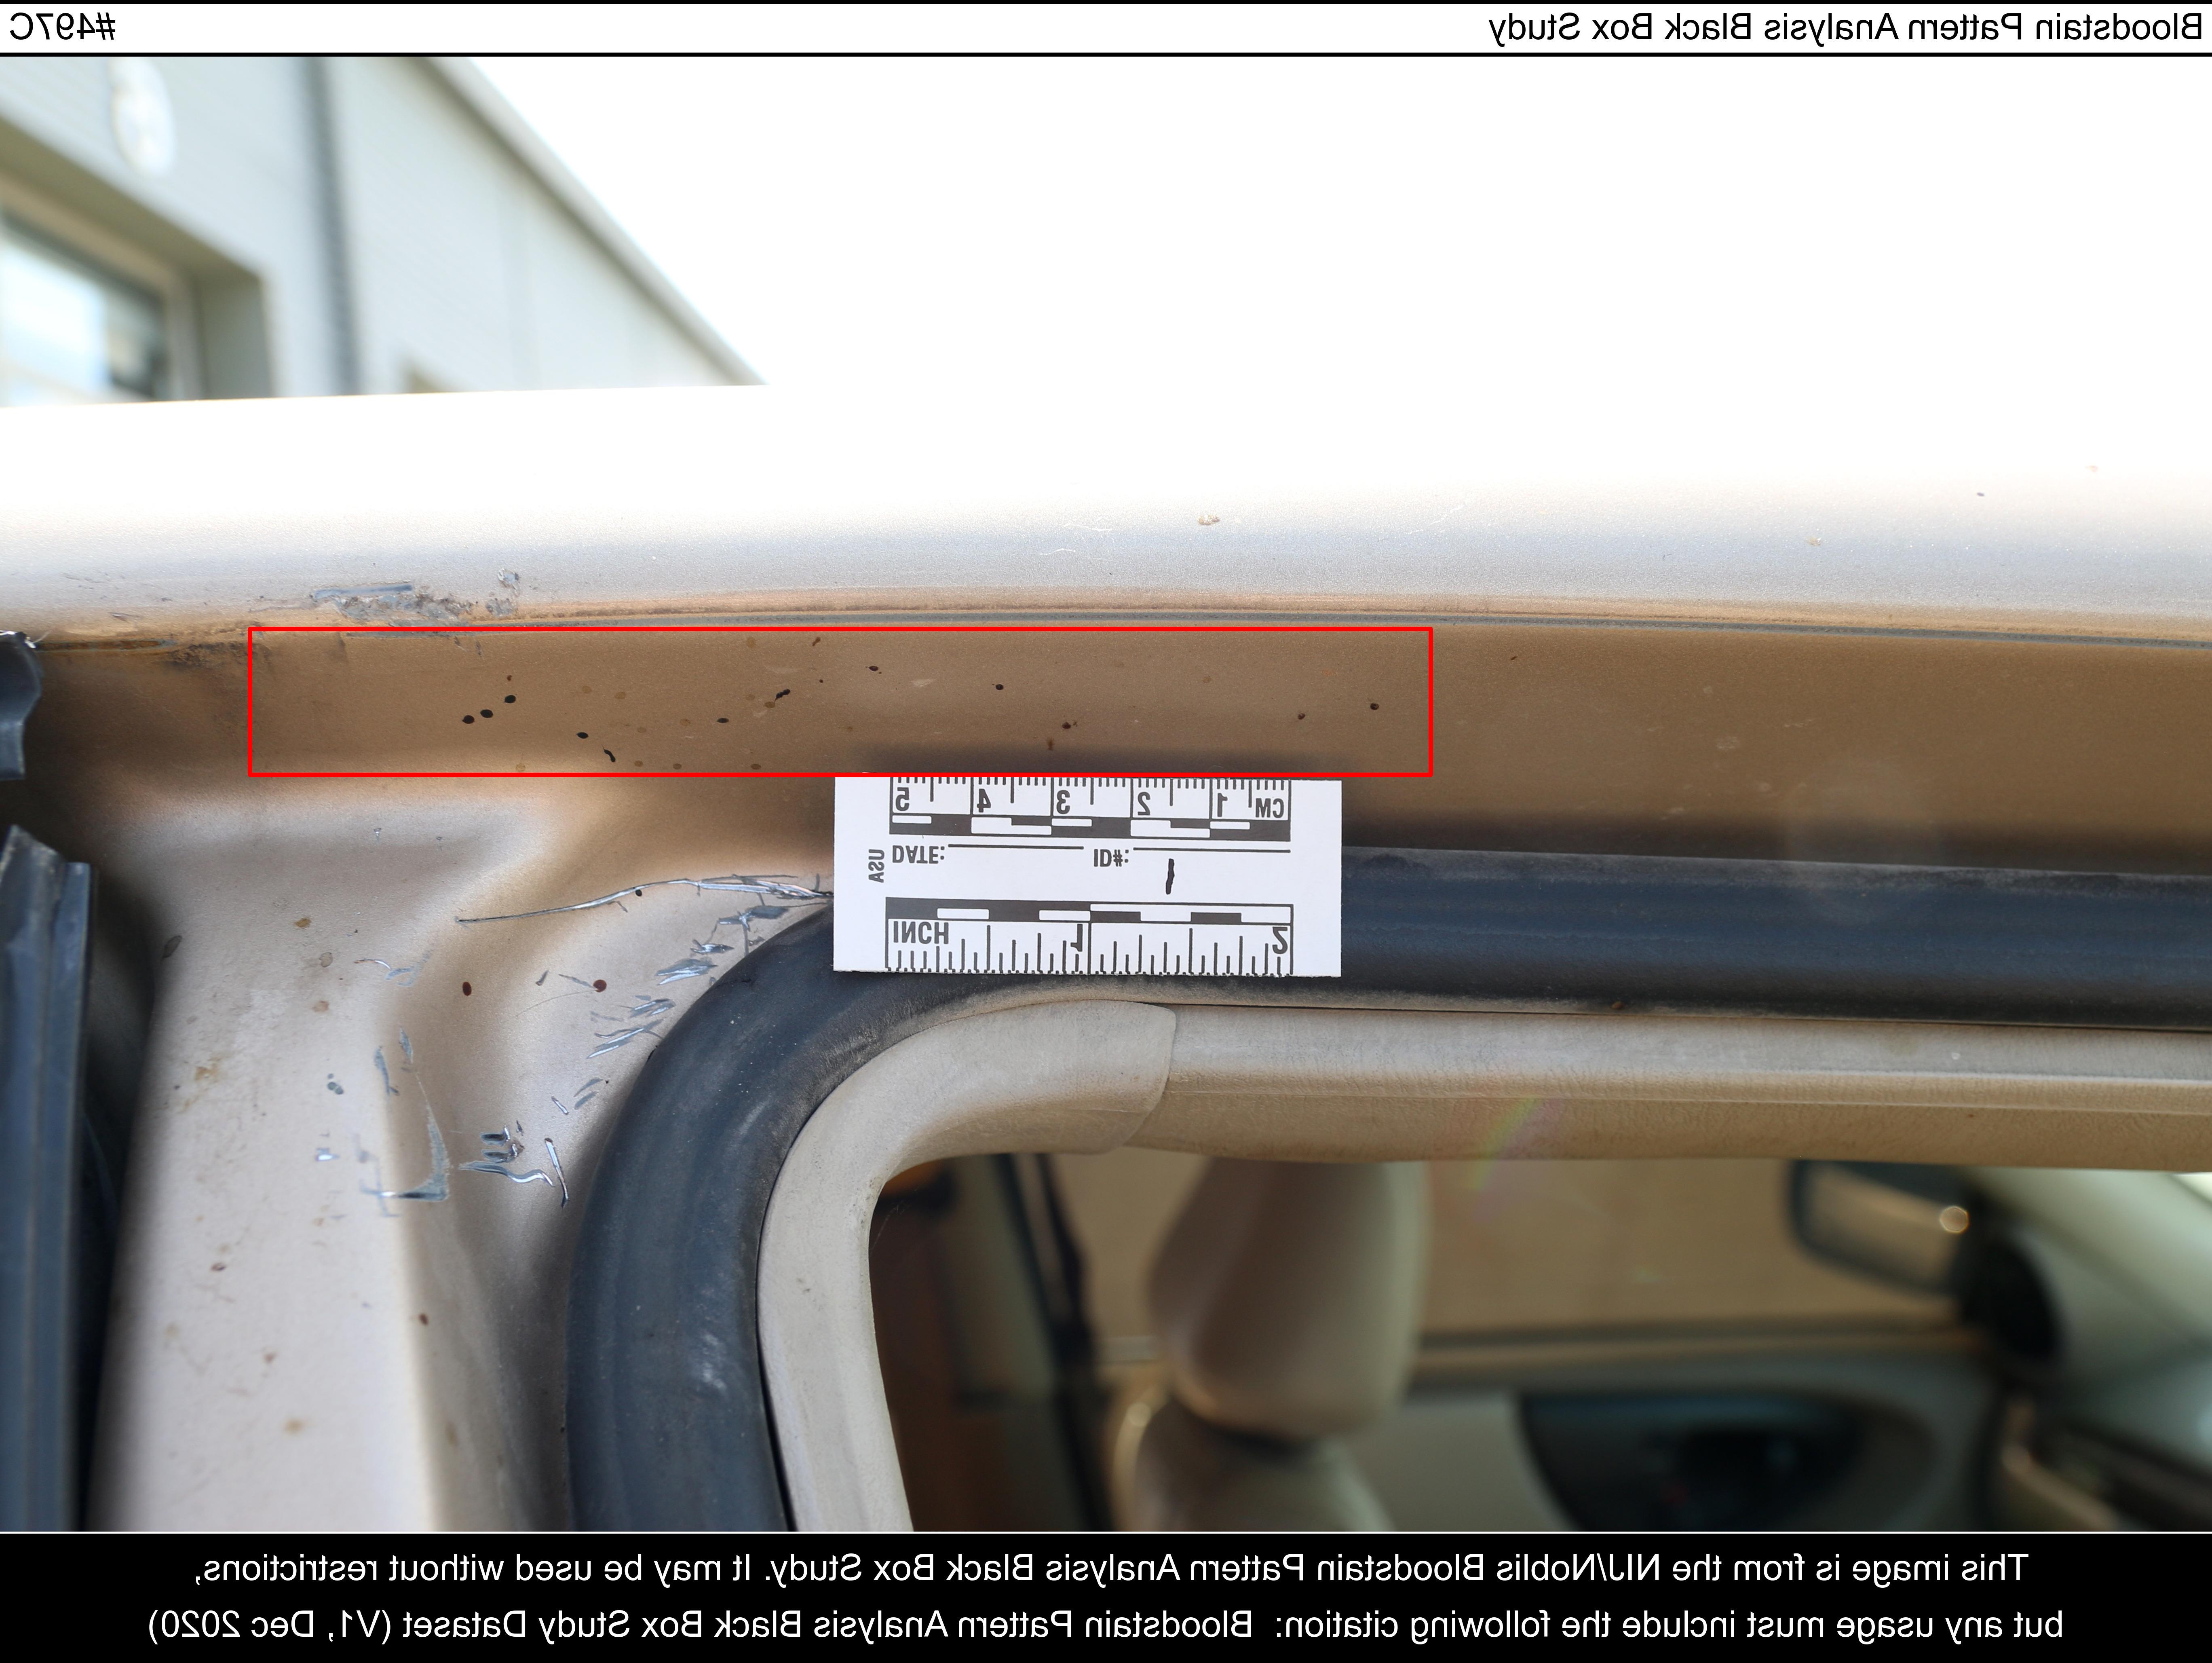 Bloodstain Pattern Analysis Black Box Study
#497C
CM 1 2 3 4 5
ID#: 1 DATE:
ASU
INCH 1 2
This image is from the NIJ/Noblis Bloodstain Pattern Analysis Black Box Study. It may be used without restrictions,
but any usage must include the following citation: Bloodstain Pattern Analysis Black Box Study Dataset (V1, Dec 2020)